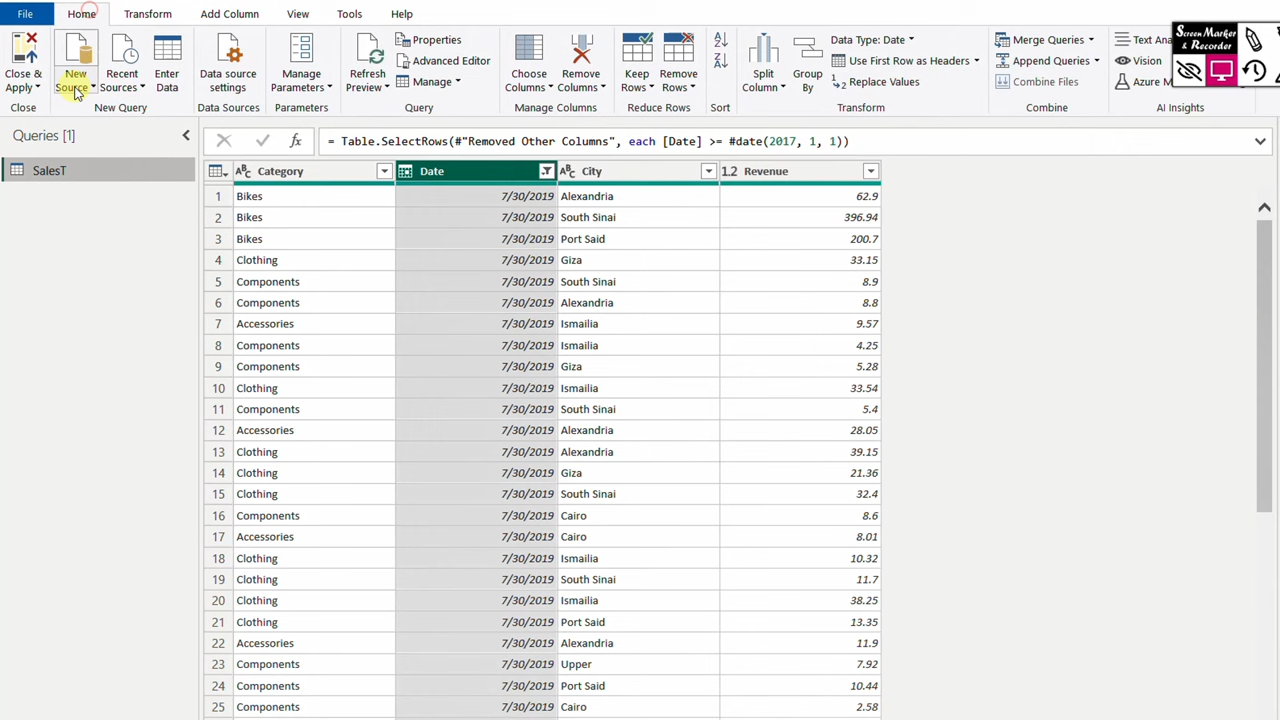 File Home Transform Add Column View Tools Help
Close & Apply
New Source
Recent Sources
Enter Data
Data source settings
Manage Parameters
Refresh Preview
Properties
Advanced Editor
Manage
Choose Columns
Remove Columns
Keep Rows
Remove Rows
Split Column
Group By
Data Type: Date
Use First Row as Headers
Replace Values
Merge Queries
Append Queries
Combine Files
Text An
Vision
Azure M
Screen Marker & Recorder
Close New Query Data Sources Parameters Query Manage Columns Reduce Rows Sort Transform Combine AI Insights
Queries [1]
SalesT
= Table.SelectRows(#"Removed Other Columns", each [Date] >= #date(2017, 1, 1))
Category Date City 1.2 Revenue
1 Bikes 7/30/2019 Alexandria 62.9
2 Bikes 7/30/2019 South Sinai 396.94
3 Bikes 7/30/2019 Port Said 200.7
4 Clothing 7/30/2019 Giza 33.15
5 Components 7/30/2019 South Sinai 8.9
6 Components 7/30/2019 Alexandria 8.8
7 Accessories 7/30/2019 Ismailia 9.57
8 Components 7/30/2019 Ismailia 4.25
9 Components 7/30/2019 Giza 5.28
10 Clothing 7/30/2019 Ismailia 33.54
11 Components 7/30/2019 South Sinai 5.4
12 Accessories 7/30/2019 Alexandria 28.05
13 Clothing 7/30/2019 Alexandria 39.15
14 Clothing 7/30/2019 Giza 21.36
15 Clothing 7/30/2019 South Sinai 32.4
16 Components 7/30/2019 Cairo 8.6
17 Accessories 7/30/2019 Cairo 8.01
18 Clothing 7/30/2019 Ismailia 10.32
19 Clothing 7/30/2019 South Sinai 11.7
20 Clothing 7/30/2019 Ismailia 38.25
21 Clothing 7/30/2019 Port Said 13.35
22 Accessories 7/30/2019 Alexandria 11.9
23 Components 7/30/2019 Upper 7.92
24 Components 7/30/2019 Port Said 10.44
25 Components 7/30/2019 Cairo 2.58